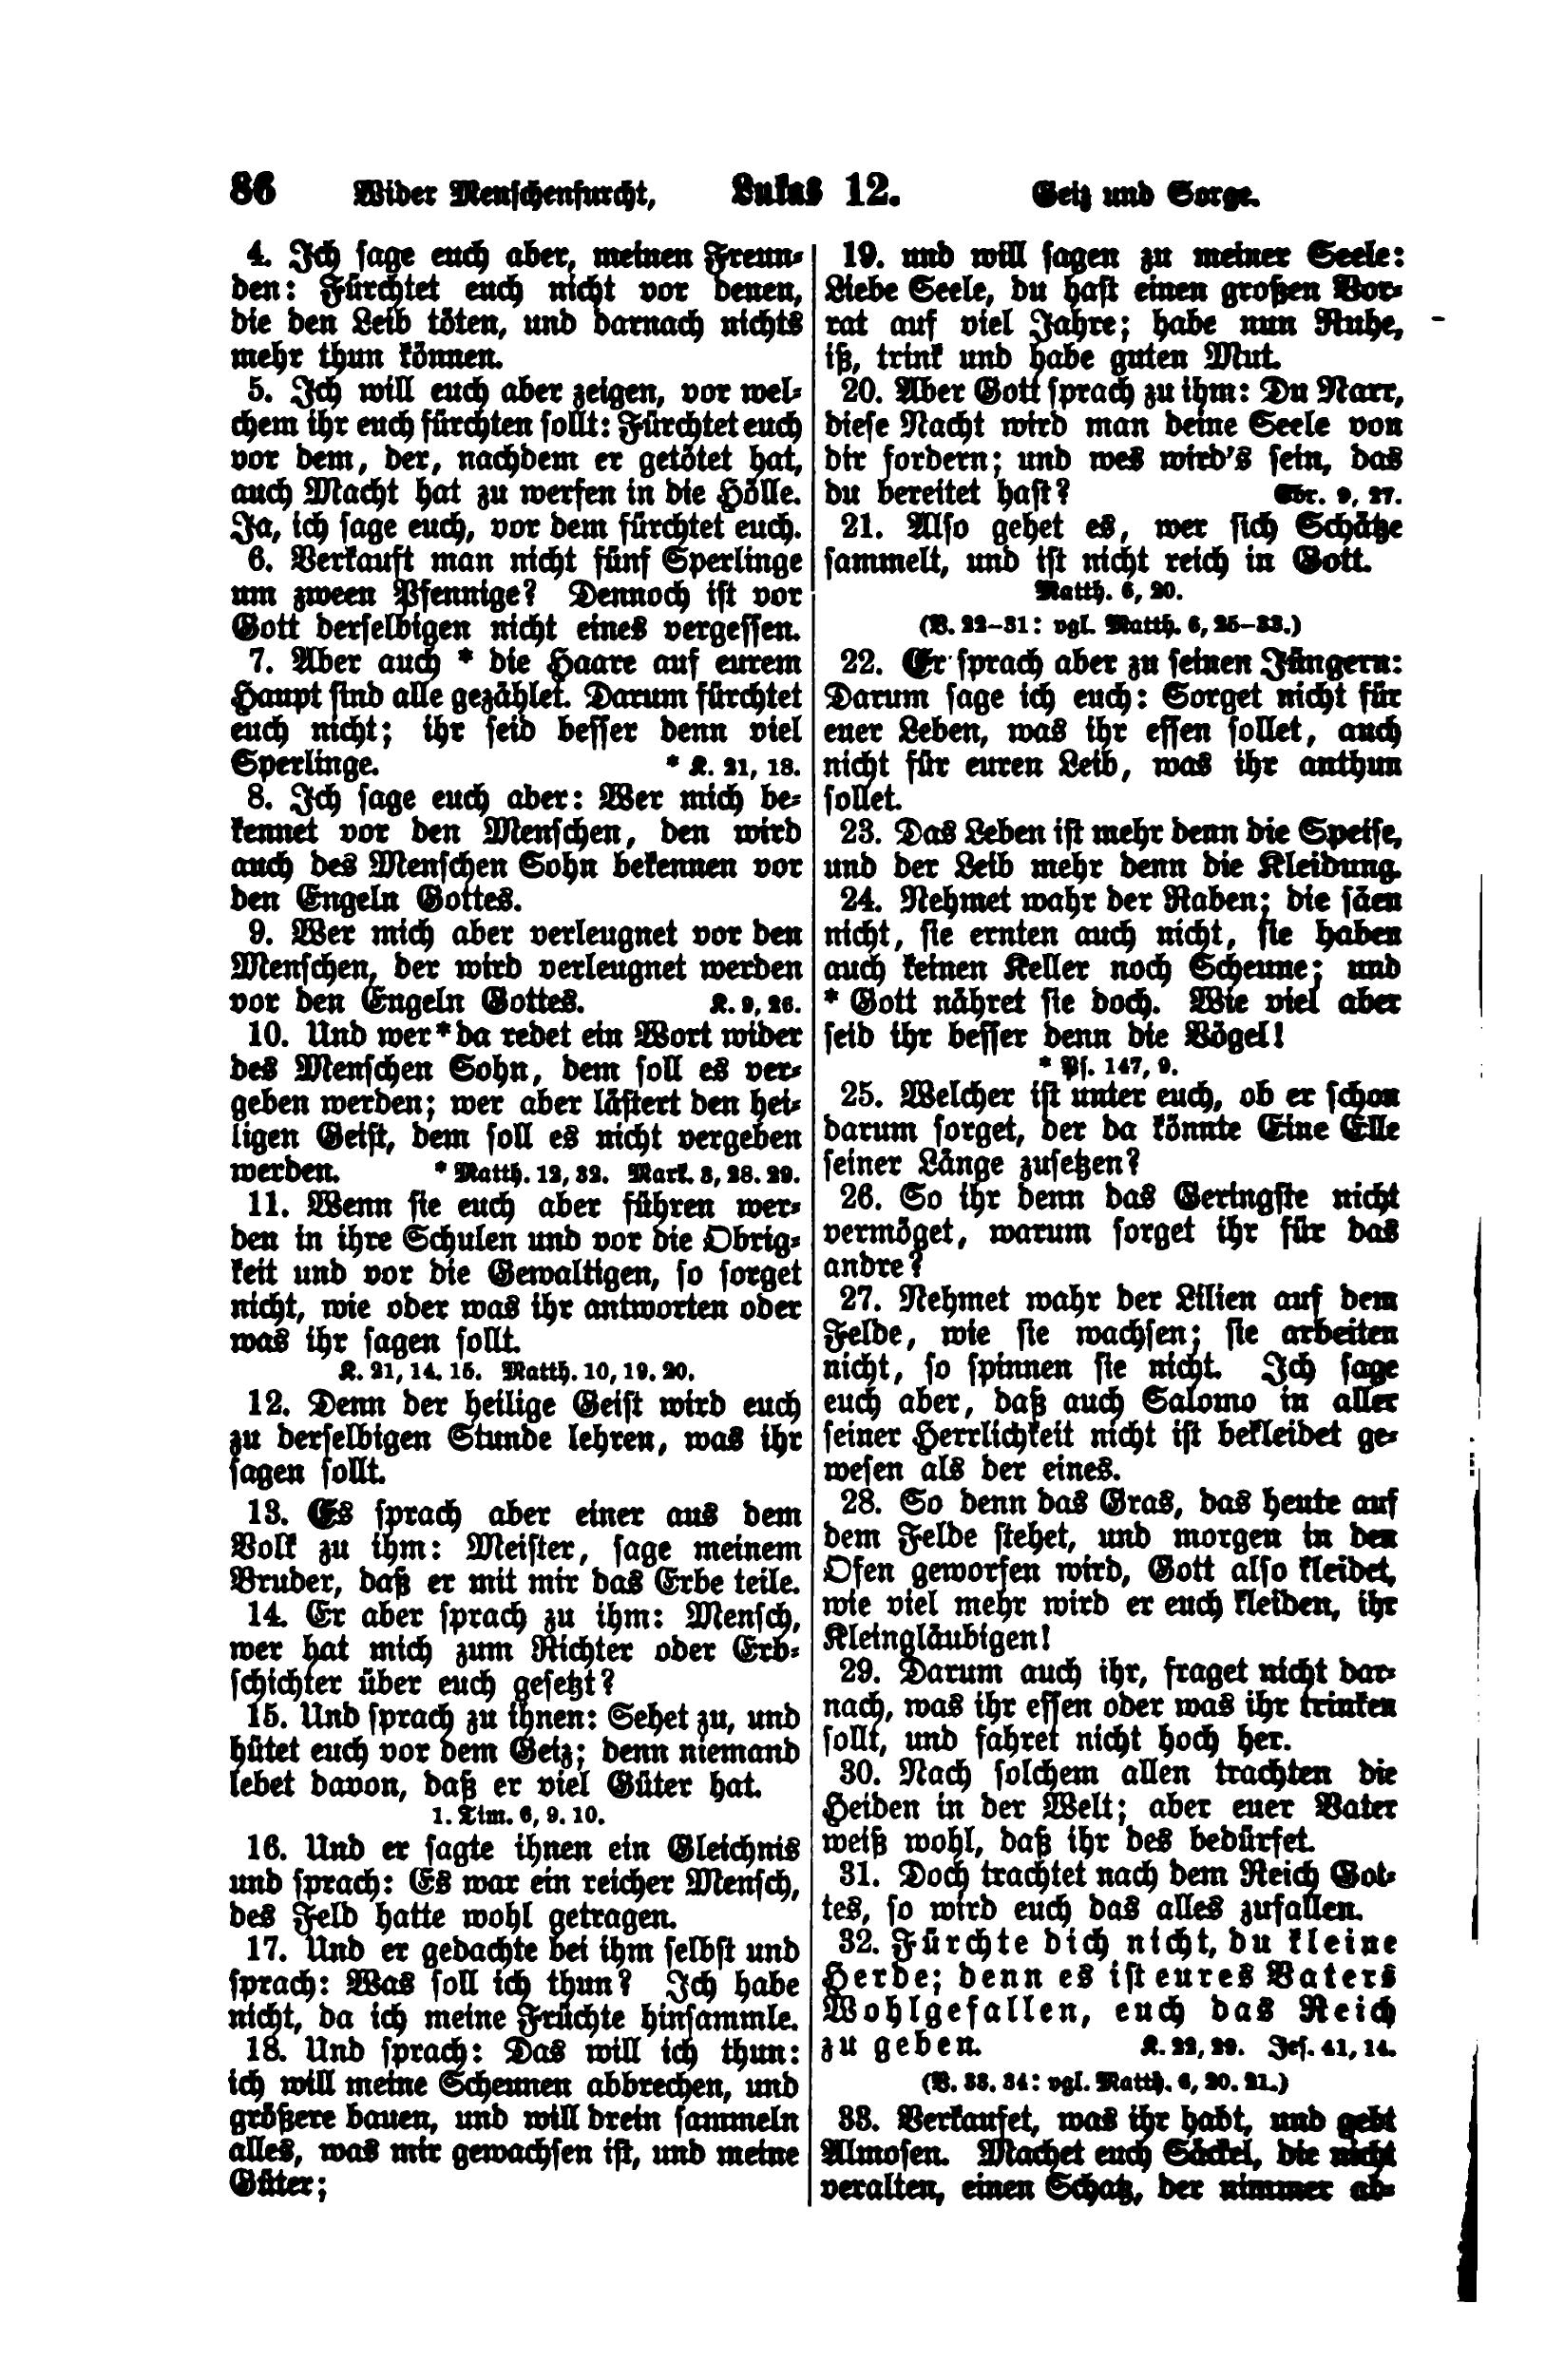 86 Wider Menschenfurcht, Lukas 12. Geiz und Sorge.
4. Ich sage euch aber, meinen Freun-
den: Fürchtet euch nicht vor denen,
die den Leib töten, und darnach nichts
mehr thun können.
5. Ich will euch aber zeigen, vor wel-
chem ihr euch fürchten sollt: Fürchtet euch
vor dem, der, nachdem er getötet hat,
auch Macht hat zu werfen in die Hölle.
Ja, ich sage euch, vor dem fürchtet euch.
6. Verkauft man nicht fünf Sperlinge
um zween Pfennige? Dennoch ist vor
Gott derselbigen nicht eines vergessen.
7. Aber auch * die Haare auf eurem
Haupt sind alle gezählet. Darum fürchtet
euch nicht; ihr seid besser denn viel
Sperlinge. * K. 21, 18.
8. Ich sage euch aber: Wer mich be-
kennet vor den Menschen, den wird
auch des Menschen Sohn bekennen vor
den Engeln Gottes.
9. Wer mich aber verleugnet vor den
Menschen, der wird verleugnet werden
vor den Engeln Gottes. K. 9, 26.
10. Und wer * da redet ein Wort wider
des Menschen Sohn, dem soll es ver-
geben werden; wer aber lästert den hei-
ligen Geist, dem soll es nicht vergeben
werden. * Matth. 12, 32. Mark. 3, 28. 29.
11. Wenn sie euch aber führen wer-
den in ihre Schulen und vor die Obrig-
keit und vor die Gewaltigen, so sorget
nicht, wie oder was ihr antworten oder
was ihr sagen sollt.
K. 21, 14. 15. Matth. 10, 19. 20.
12. Denn der heilige Geist wird euch
zu derselbigen Stunde lehren, was ihr
sagen sollt.
13. Es sprach aber einer aus dem
Volk zu ihm: Meister, sage meinem
Bruder, daß er mit mir das Erbe teile.
14. Er aber sprach zu ihm: Mensch,
wer hat mich zum Richter oder Erb-
schichter über euch gesetzt?
15. Und sprach zu ihnen: Sehet zu, und
hütet euch vor dem Geiz; denn niemand
lebet davon, daß er viel Güter hat.
1. Tim. 6, 9. 10.
16. Und er sagte ihnen ein Gleichnis
und sprach: Es war ein reicher Mensch,
des Feld hatte wohl getragen.
17. Und er gedachte bei ihm selbst und
sprach: Was soll ich thun? Ich habe
nicht, da ich meine Früchte hinsammle.
18. Und sprach: Das will ich thun:
ich will meine Scheunen abbrechen, und
größere bauen, und will drein sammeln
alles, was mir gewachsen ist, und meine
Güter;
19. und will sagen zu meiner Seele:
Liebe Seele, du hast einen großen Vor-
rat auf viel Jahre; habe nun Ruhe,
iß, trink und habe guten Mut.
20. Aber Gott sprach zu ihm: Du Narr,
diese Nacht wird man deine Seele von
dir fordern; und wes wird's sein, das
du bereitet hast? Ebr. 9, 27.
21. Also gehet es, wer sich Schätze
sammelt, und ist nicht reich in Gott.
Matth. 6, 20.
(V. 22-31: vgl. Matth. 6, 25-33.)
22. Er sprach aber zu seinen Jüngern:
Darum sage ich euch: Sorget nicht für
euer Leben, was ihr essen sollet, auch
nicht für euren Leib, was ihr anthun
sollet.
23. Das Leben ist mehr denn die Speise,
und der Leib mehr denn die Kleidung.
24. Nehmet wahr der Raben; die säen
nicht, sie ernten auch nicht, sie haben
auch keinen Keller noch Scheune; und
* Gott nähret sie doch. Wie viel aber
seid ihr besser denn die Vögel!
* Ps. 147, 9.
25. Welcher ist unter euch, ob er schon
darum sorget, der da könnte Eine Elle
seiner Länge zusetzen?
26. So ihr denn das Geringste nicht
vermöget, warum sorget ihr für das
andre?
27. Nehmet wahr der Lilien auf dem
Felde, wie sie wachsen; sie arbeiten
nicht, so spinnen sie nicht. Ich sage
euch aber, daß auch Salomo in aller
seiner Herrlichkeit nicht ist bekleidet ge-
wesen als der eines.
28. So denn das Gras, das heute auf
dem Felde stehet, und morgen in den
Ofen geworfen wird, Gott also kleidet,
wie viel mehr wird er euch kleiden, ihr
Kleingläubigen!
29. Darum auch ihr, fraget nicht dar-
nach, was ihr essen oder was ihr trinken
sollt, und fahret nicht hoch her.
30. Nach solchem allen trachten die
Heiden in der Welt; aber euer Vater
weiß wohl, daß ihr des bedürfet.
31. Doch trachtet nach dem Reich Got-
tes, so wird euch das alles zufallen.
32. Fürchte dich nicht, du kleine
Herde; denn es ist eures Vaters
Wohlgefallen, euch das Reich
zu geben. K. 22, 29. Jes. 41, 14.
(V. 33. 34: vgl. Matth. 6, 20. 21.)
33. Verkaufet, was ihr habt, und gebt
Almosen. Machet euch Säckel, die nicht
veralten, einen Schatz, der nimmer ab-